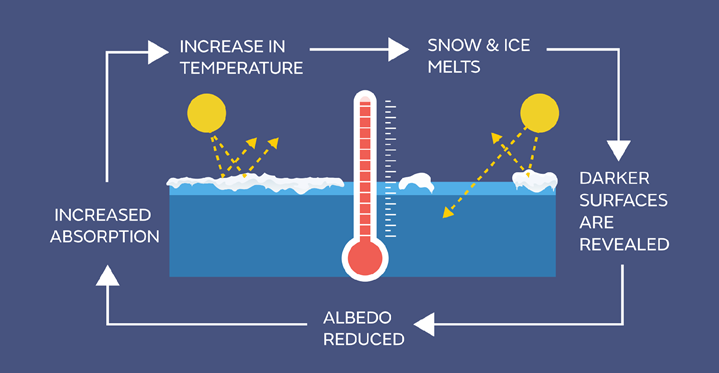 INCREASE IN
TEMPERATURE
SNOW & ICE
MELTS
DARKER
SURFACES
ARE
REVEALED
ALBEDO
REDUCED
INCREASED
ABSORPTION